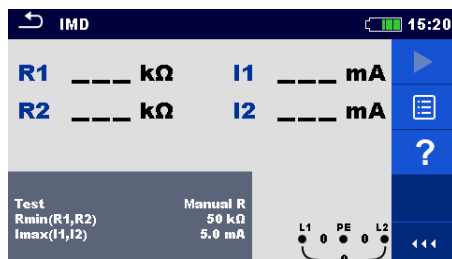 IMD 15:20
R1 ___ kΩ I1 ___ mA
R2 ___ kΩ I2 ___ mA
?
Test Manual R
Rmin(R1,R2) 50 kΩ
Imax(I1,I2) 5.0 mA
L1 PE L2
0 0
0